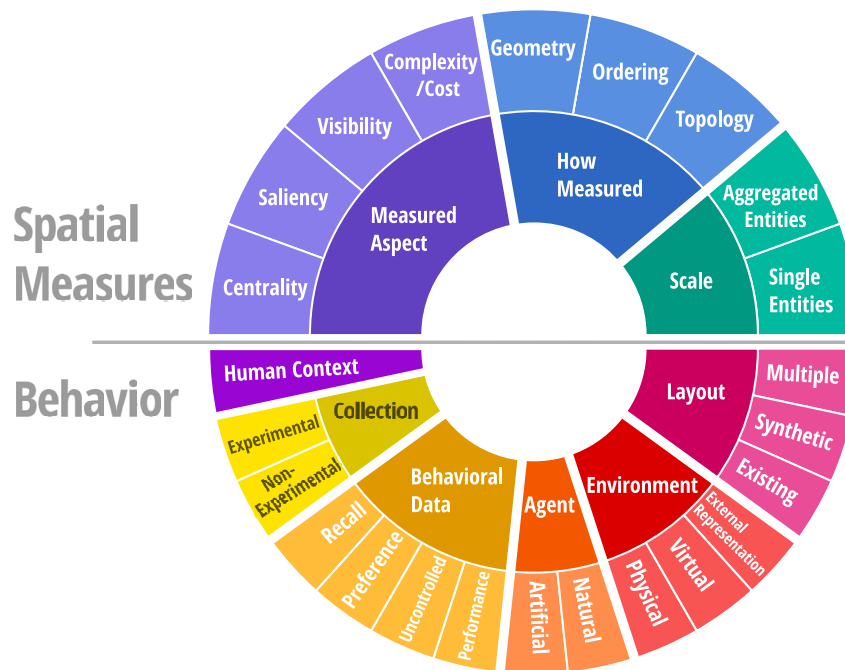 Spatial
Measures
Centrality
Saliency
Visibility
Complexity
/Cost
Measured
Aspect
Geometry
Ordering
Topology
How
Measured
Aggregated
Entities
Single
Entities
Scale
Behavior
Human Context
Collection
Experimental
Non-
Experimental
Behavioral
Data
Recall
Preference
Uncontrolled
Performance
Agent
Artificial
Natural
Environment
Physical
Virtual
External
Representation
Layout
Multiple
Synthetic
Existing